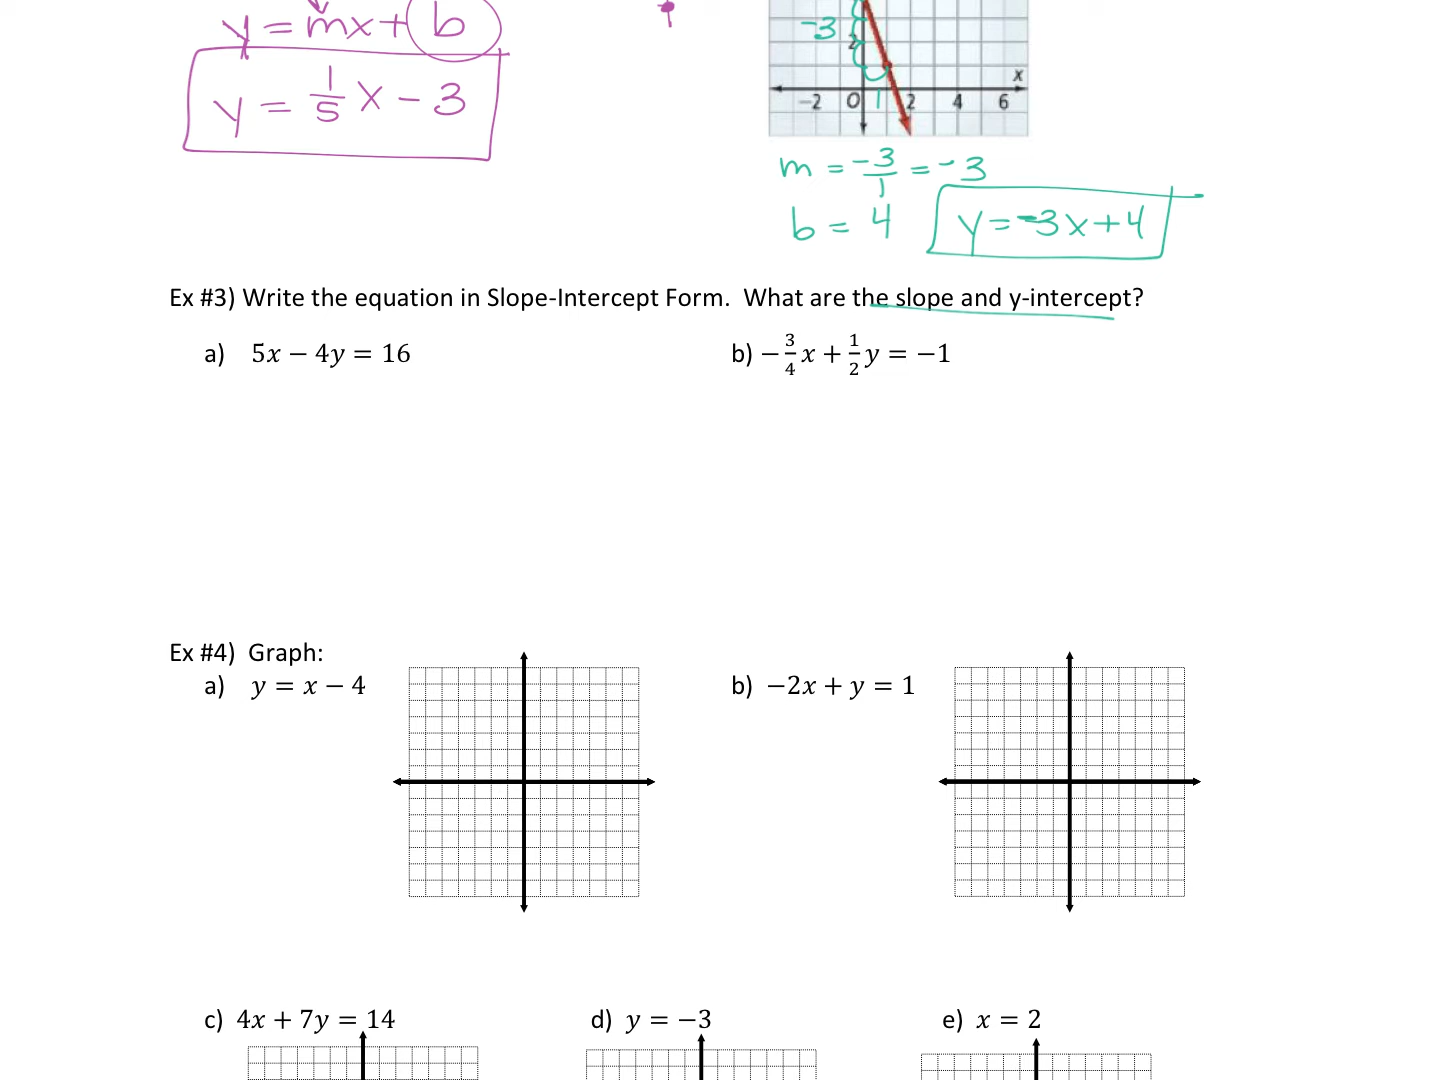 y = mx + b
y = 1/5 x - 3
-3
2
x
-2 O 1 2 4 6
m = -3/1 = -3
b = 4
y = -3x + 4
Ex #3) Write the equation in Slope-Intercept Form. What are the slope and y-intercept?
a) 5x − 4y = 16
b) −3/4 x + 1/2 y = −1
Ex #4) Graph:
a) y = x − 4
b) −2x + y = 1
c) 4x + 7y = 14
d) y = −3
e) x = 2